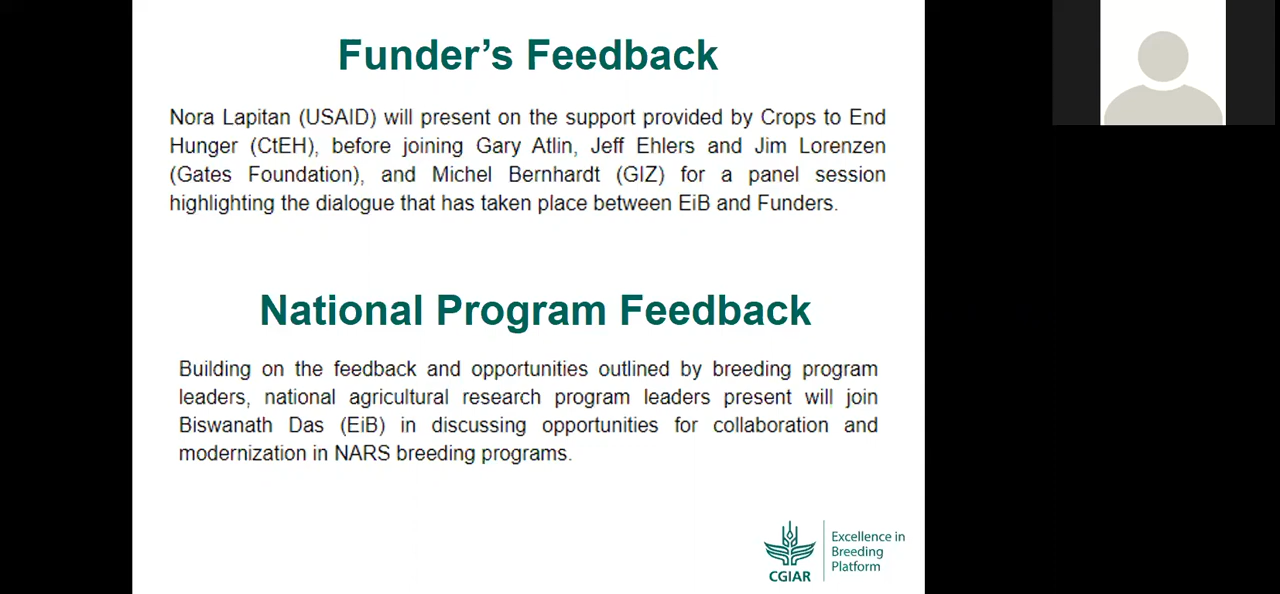 Funder's Feedback
Nora Lapitan (USAID) will present on the support provided by Crops to End
Hunger (CtEH), before joining Gary Atlin, Jeff Ehlers and Jim Lorenzen
(Gates Foundation), and Michel Bernhardt (GIZ) for a panel session
highlighting the dialogue that has taken place between EiB and Funders.
National Program Feedback
Building on the feedback and opportunities outlined by breeding program
leaders, national agricultural research program leaders present will join
Biswanath Das (EiB) in discussing opportunities for collaboration and
modernization in NARS breeding programs.
CGIAR
Excellence in
Breeding
Platform